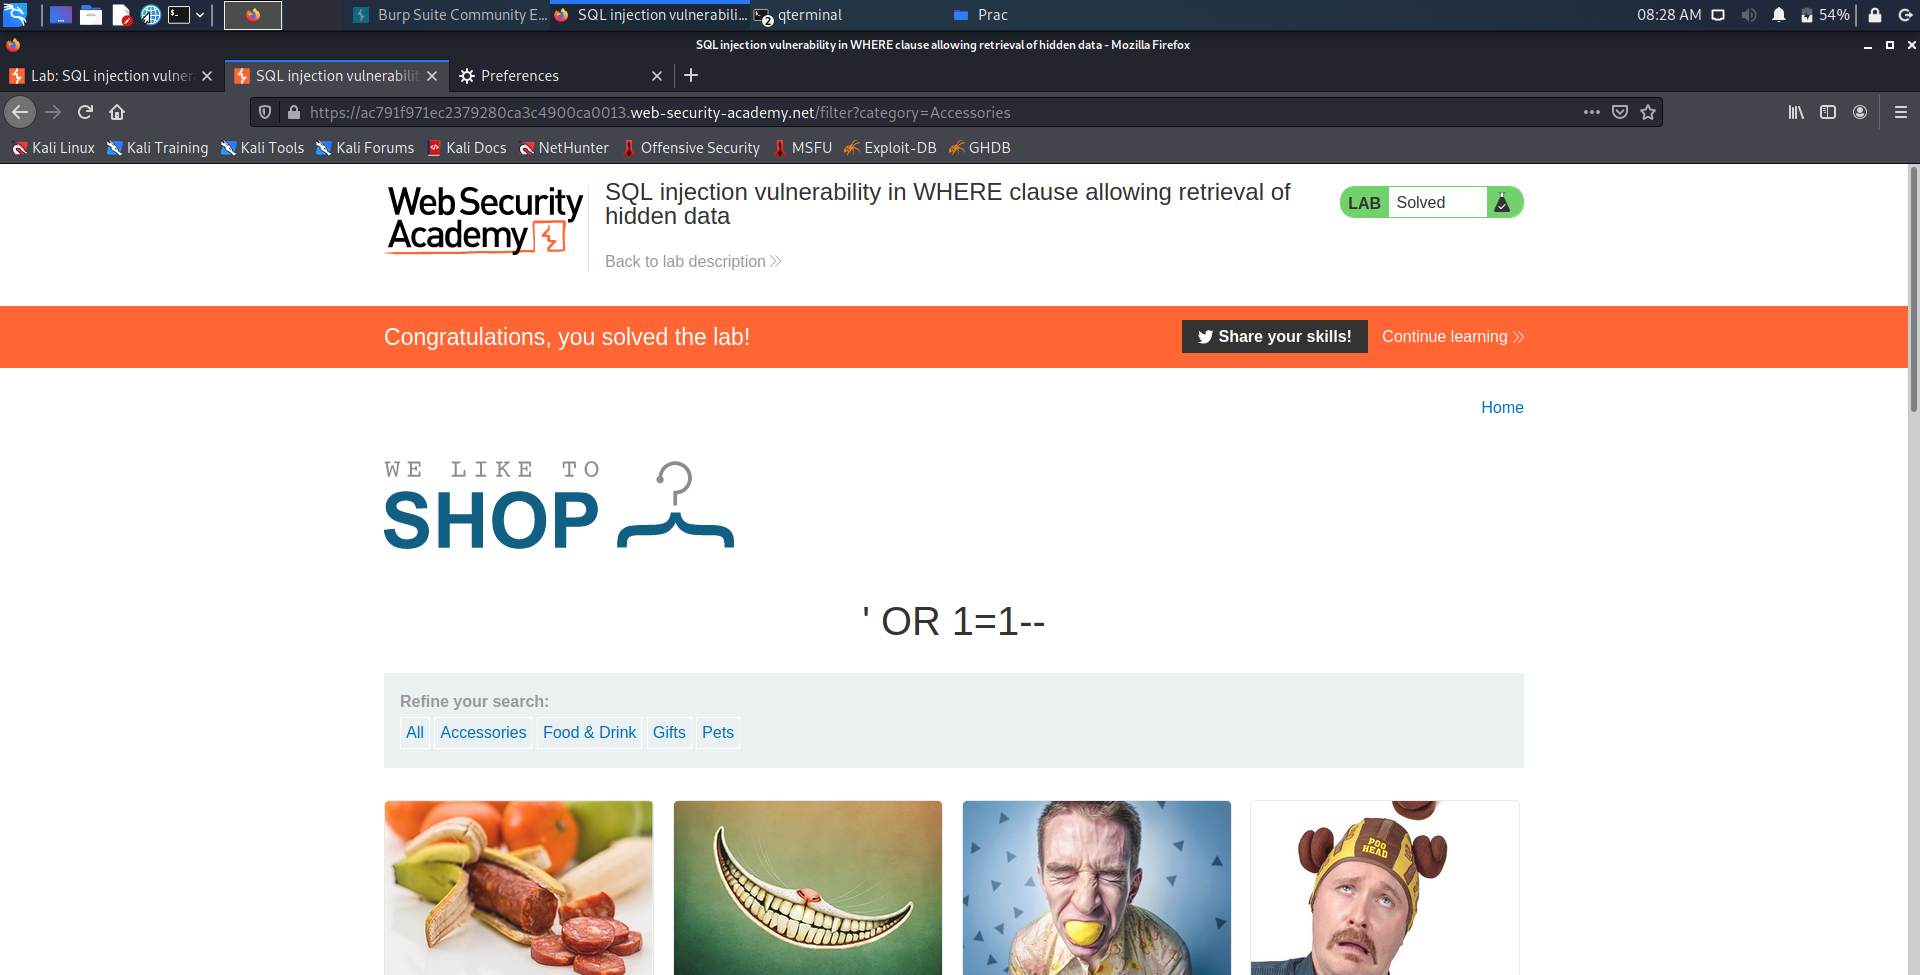 Burp Suite Community E...
SQL injection vulnerabili...
2
qterminal
Prac
08:28 AM
54%
SQL injection vulnerability in WHERE clause allowing retrieval of hidden data - Mozilla Firefox
Lab: SQL injection vulner
SQL injection vulnerabilit
Preferences
https://ac791f971ec2379280ca3c4900ca0013.web-security-academy.net/filter?category=Accessories
Kali Linux
Kali Training
Kali Tools
Kali Forums
Kali Docs
NetHunter
Offensive Security
MSFU
Exploit-DB
GHDB
Web Security
Academy
SQL injection vulnerability in WHERE clause allowing retrieval of
hidden data
Back to lab description
LAB Solved
Congratulations, you solved the lab!
Share your skills!
Continue learning
Home
WE LIKE TO
SHOP
' OR 1=1--
Refine your search:
All
Accessories
Food & Drink
Gifts
Pets
POO
HEAD